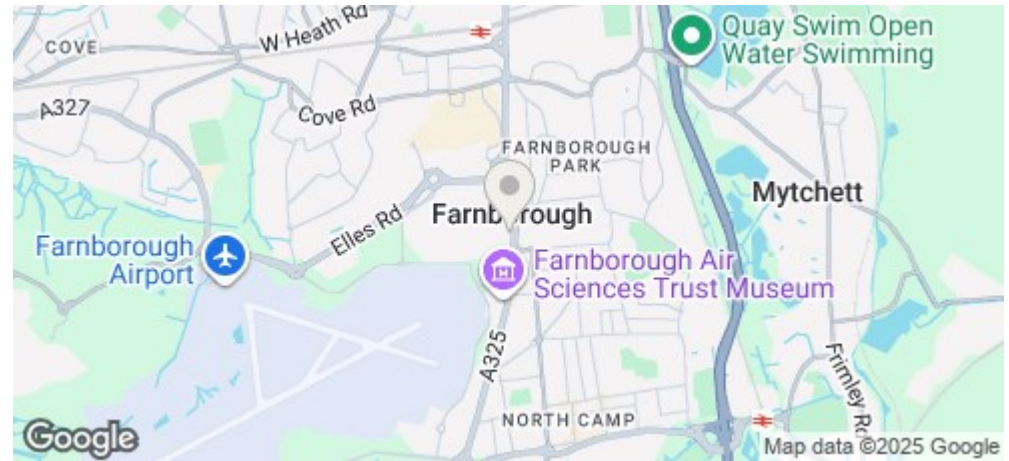 COVE
W Heath Rd
Quay Swim Open
Water Swimming
A327
Cove Rd
FARNBOROUGH
PARK
Mytchett
Farnborough
Elles Rd
Farnborough
Airport
Farnborough Air
Sciences Trust Museum
A325
Frimley Rd
NORTH CAMP
Google
Map data ©2025 Google